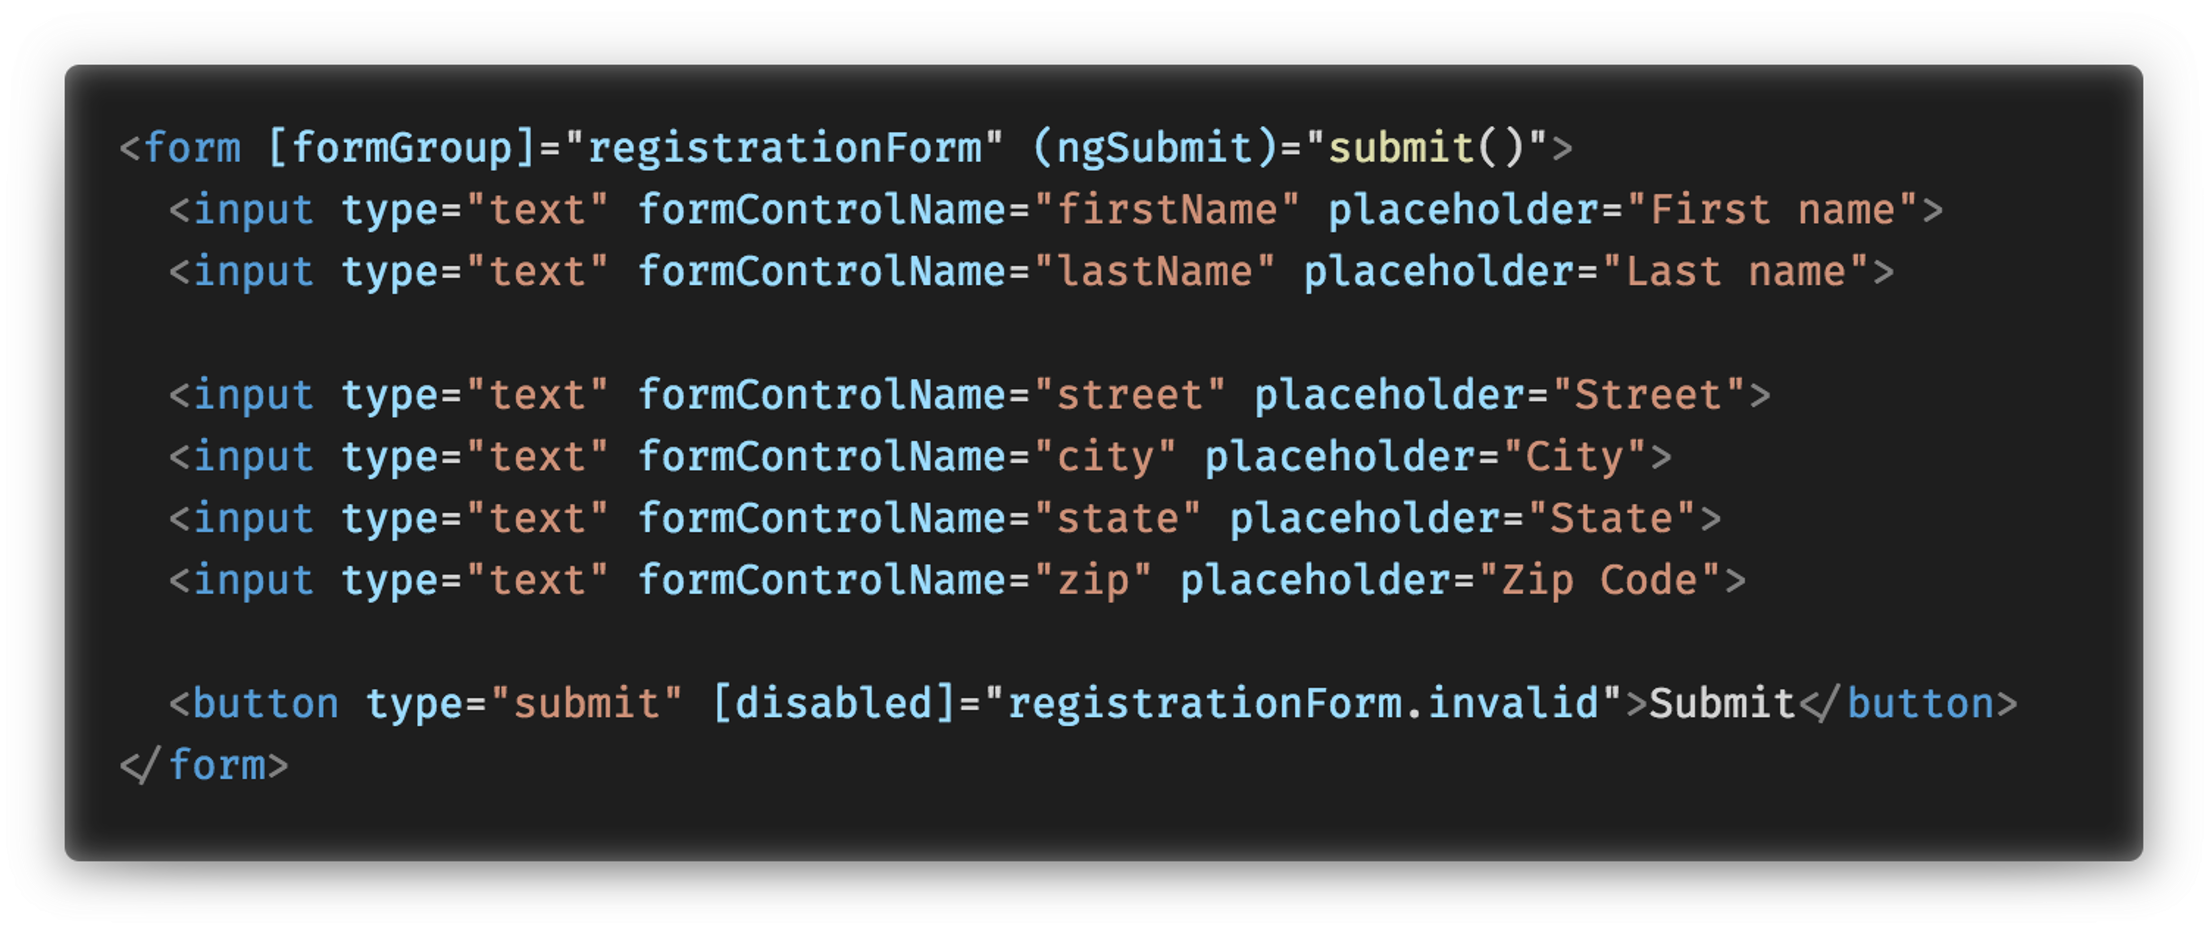 <form [formGroup]="registrationForm" (ngSubmit)="submit()">
<input type="text" formControlName="firstName" placeholder="First name">
<input type="text" formControlName="lastName" placeholder="Last name">
<input type="text" formControlName="street" placeholder="Street">
<input type="text" formControlName="city" placeholder="City">
<input type="text" formControlName="state" placeholder="State">
<input type="text" formControlName="zip" placeholder="Zip Code">
<button type="submit" [disabled]="registrationForm.invalid">Submit</button>
</form>